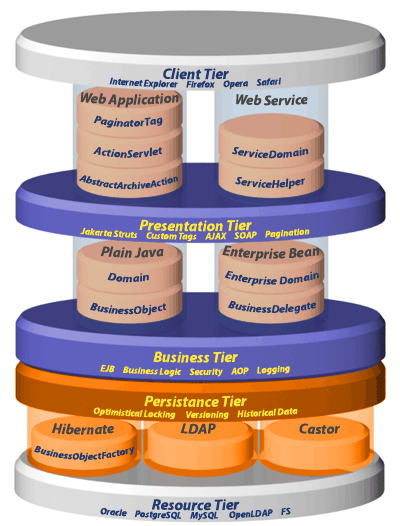 Client Tier
Internet Explorer Firefox Opera Safari
Web Application
Web Service
PaginatorTag
ActionServlet
ServiceDomain
AbstractArchiveAction
ServiceHelper
Presentation Tier
Jakarta Struts Custom Tags AJAX SOAP Pagination
Plain Java
Enterprise Bean
Domain
Enterprise Domain
BusinessObject
BusinessDelegate
Business Tier
EJB Business Logic Security AOP Logging
Persistance Tier
Optimistical Locking Versioning Historical Data
Hibernate
LDAP
Castor
BusinessObjectFactory
Resource Tier
Oracle PostgreSQL MySQL OpenLDAP FS